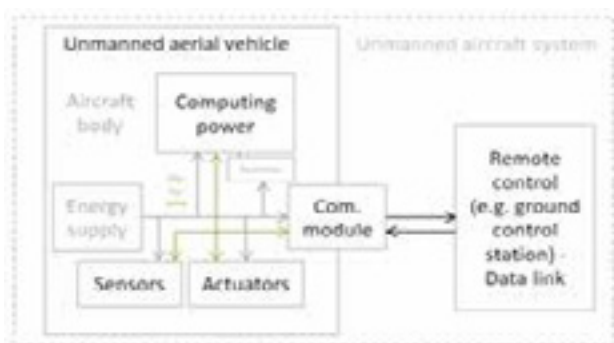 Unmanned aerial vehicle
Unmanned aircraft system
Aircraft
body
Computing
power
Energy
supply
Com.
module
Sensors
Actuators
Remote
control
(e.g. ground
control
station) -
Data link